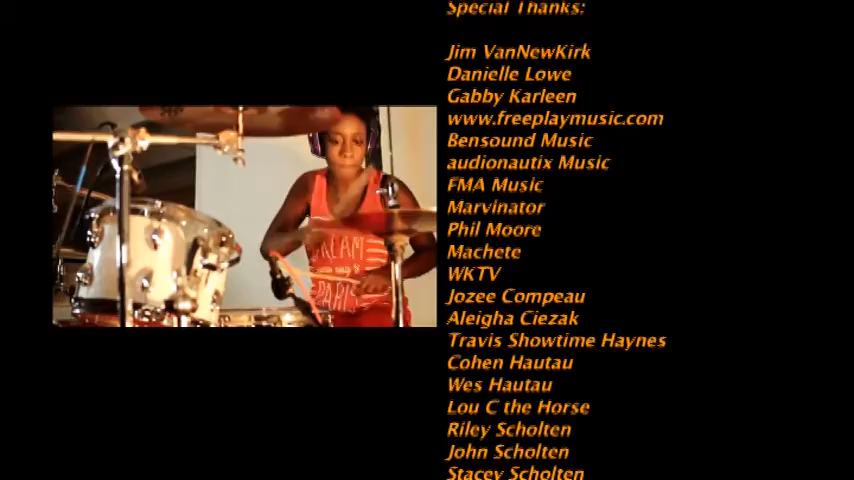 Special Thanks:
Jim VanNewKirk
Danielle Lowe
Gabby Karleen
www.freeplaymusic.com
Bensound Music
audionautix Music
FMA Music
Marvinator
Phil Moore
Machete
WKTV
Jozee Compeau
Aleigha Ciezak
Travis Showtime Haynes
Cohen Hautau
Wes Hautau
Lou C the Horse
Riley Scholten
John Scholten
Stacey Scholten
DREAM
PARIS